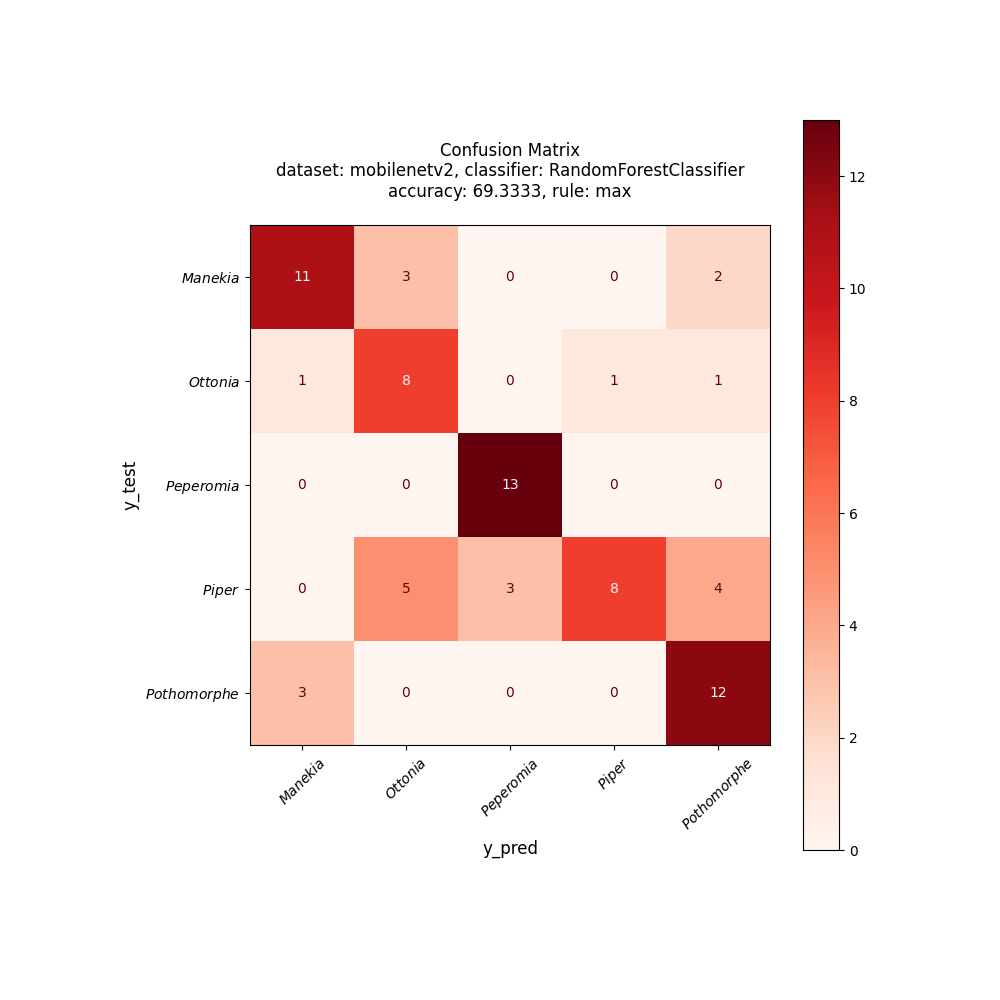 Confusion Matrix
dataset: mobilenetv2, classifier: RandomForestClassifier
accuracy: 69.3333, rule: max
y_test
Manekia 11 3 0 0 2
Ottonia 1 8 0 1 1
Peperomia 0 0 13 0 0
Piper 0 5 3 8 4
Pothomorphe 3 0 0 0 12
Manekia Ottonia Peperomia Piper Pothomorphe
y_pred
12
10
8
6
4
2
0